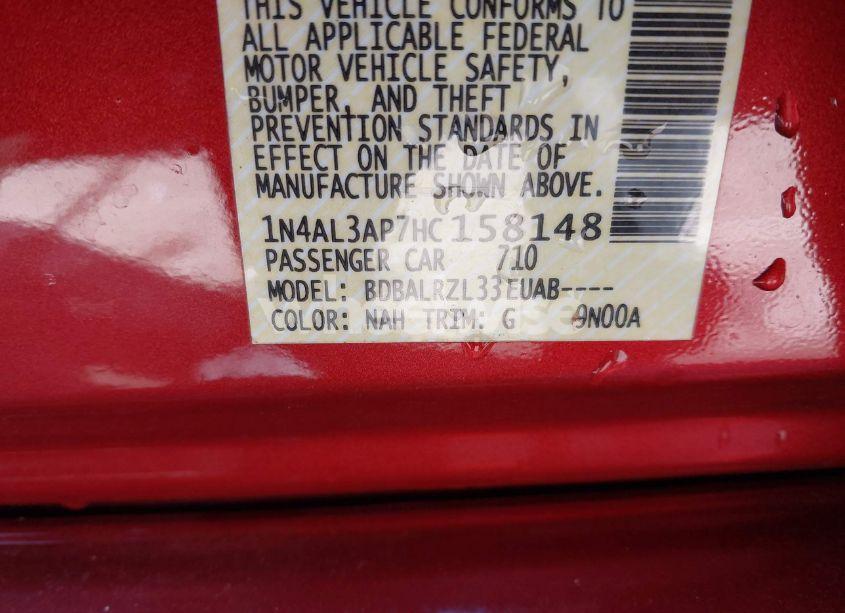 THIS VEHICLE CONFORMS TO
ALL APPLICABLE FEDERAL
MOTOR VEHICLE SAFETY,
BUMPER, AND THEFT
PREVENTION STANDARDS IN
EFFECT ON THE DATE OF
MANUFACTURE SHOWN ABOVE.
1N4AL3AP7HC158148
PASSENGER CAR 710
MODEL: BDBALRZL33EUAB----
COLOR: NAH TRIM: G 9N00A